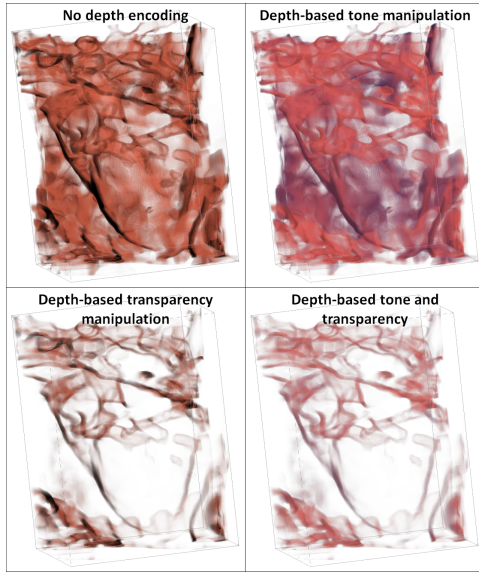 No depth encoding
Depth-based tone manipulation
Depth-based transparency
manipulation
Depth-based tone and
transparency